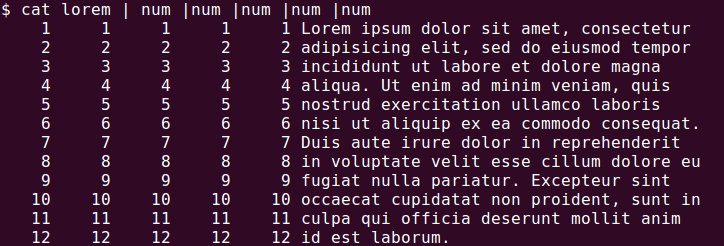 $ cat lorem | num |num |num |num |num
    1     1     1     1     1 Lorem ipsum dolor sit amet, consectetur
    2     2     2     2     2 adipisicing elit, sed do eiusmod tempor
    3     3     3     3     3 incididunt ut labore et dolore magna
    4     4     4     4     4 aliqua. Ut enim ad minim veniam, quis
    5     5     5     5     5 nostrud exercitation ullamco laboris
    6     6     6     6     6 nisi ut aliquip ex ea commodo consequat.
    7     7     7     7     7 Duis aute irure dolor in reprehenderit
    8     8     8     8     8 in voluptate velit esse cillum dolore eu
    9     9     9     9     9 fugiat nulla pariatur. Excepteur sint
   10    10    10    10    10 occaecat cupidatat non proident, sunt in
   11    11    11    11    11 culpa qui officia deserunt mollit anim
   12    12    12    12    12 id est laborum.